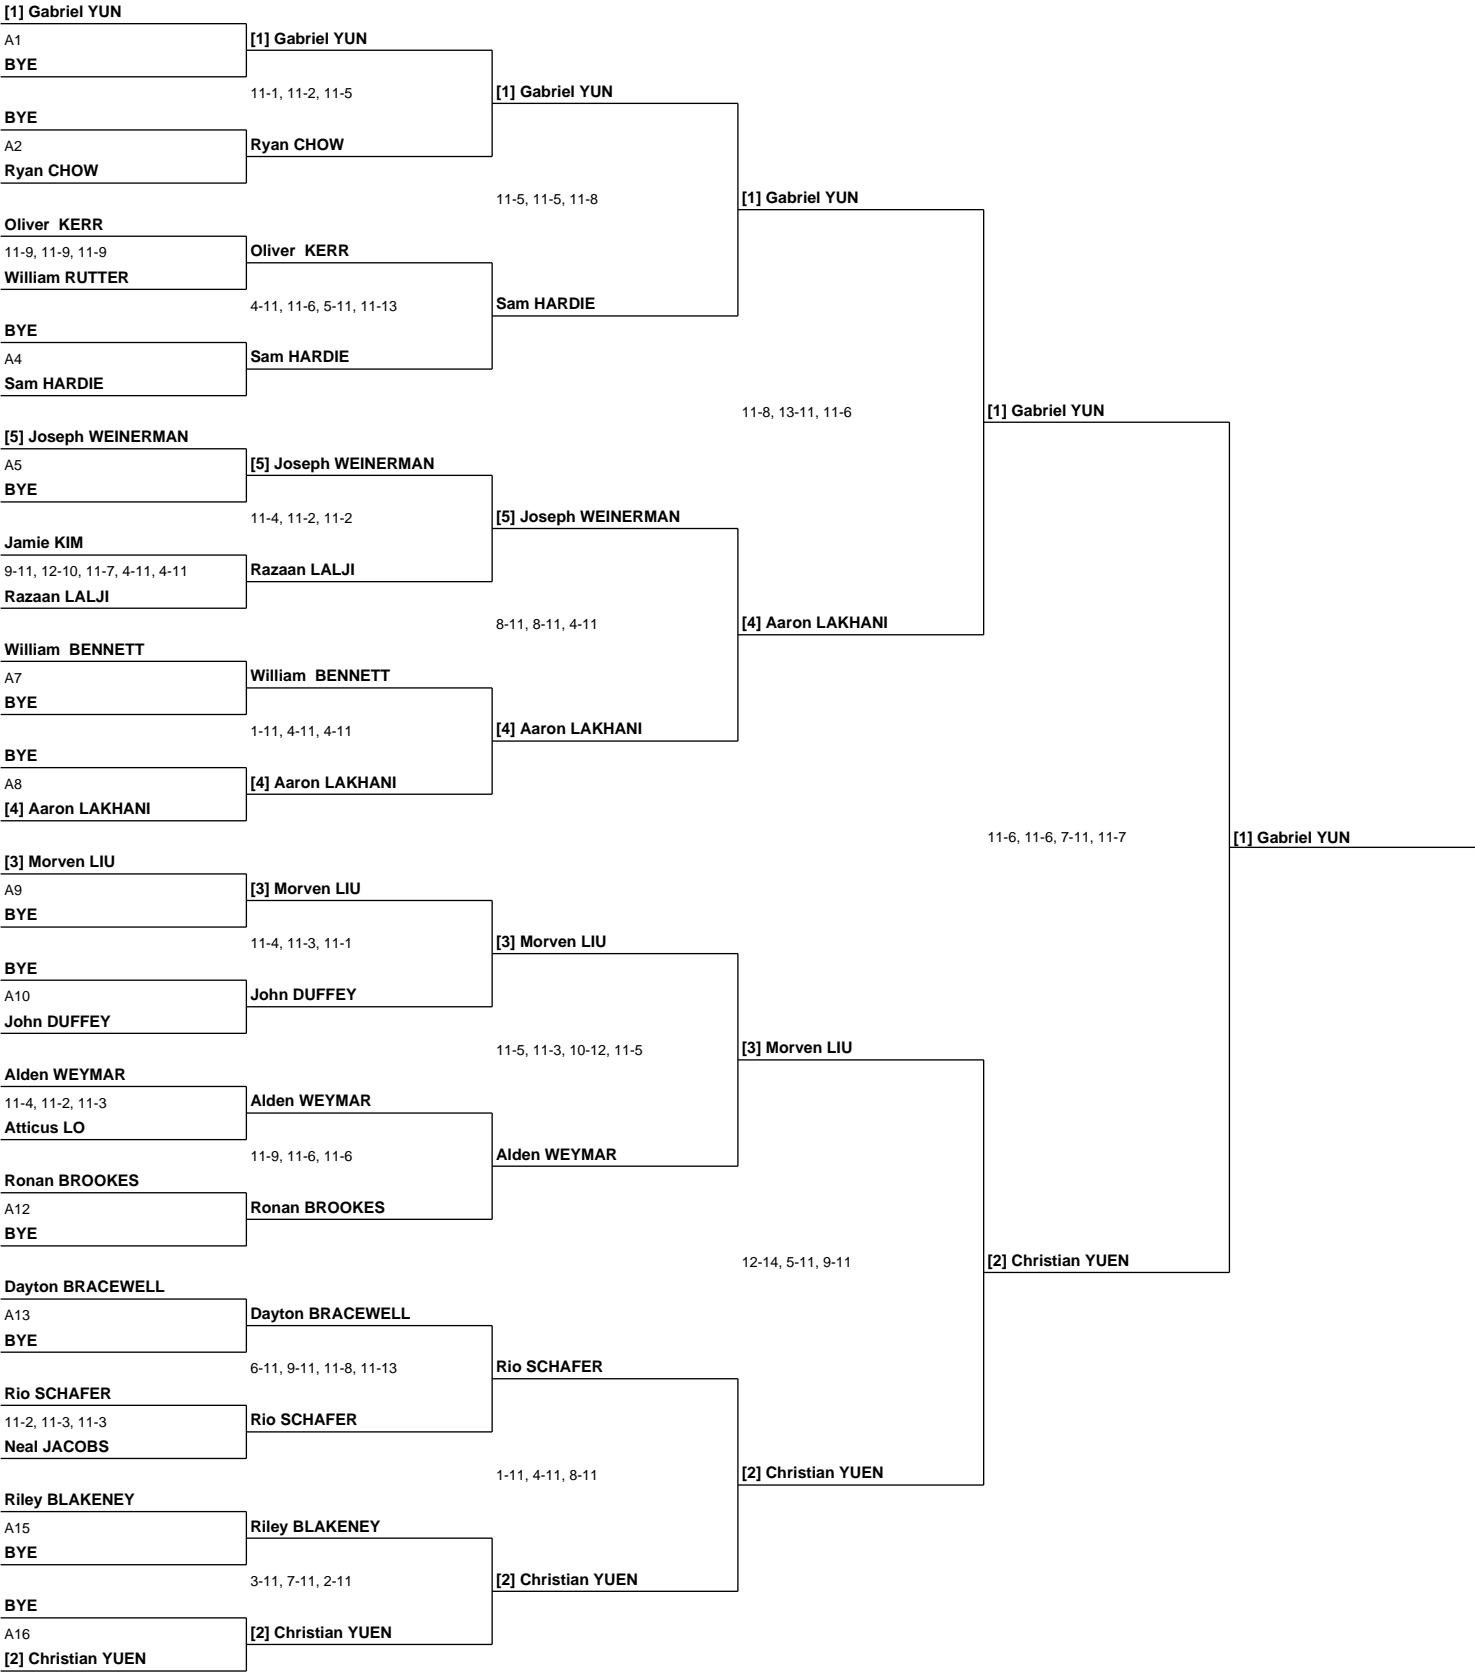 [1] Gabriel YUN
A1
BYE
BYE
A2
Ryan CHOW
Oliver  KERR
11-9, 11-9, 11-9
William RUTTER
BYE
A4
Sam HARDIE
[5] Joseph WEINERMAN
A5
BYE
Jamie KIM
9-11, 12-10, 11-7, 4-11, 4-11
Razaan LALJI
William  BENNETT
A7
BYE
BYE
A8
[4] Aaron LAKHANI
[3] Morven LIU
A9
BYE
BYE
A10
John DUFFEY
Alden WEYMAR
11-4, 11-2, 11-3
Atticus LO
Ronan BROOKES
A12
BYE
Dayton BRACEWELL
A13
BYE
Rio SCHAFER
11-2, 11-3, 11-3
Neal JACOBS
Riley BLAKENEY
A15
BYE
BYE
A16
[2] Christian YUEN
[1] Gabriel YUN
11-1, 11-2, 11-5
Ryan CHOW
Oliver  KERR
4-11, 11-6, 5-11, 11-13
Sam HARDIE
[5] Joseph WEINERMAN
11-4, 11-2, 11-2
Razaan LALJI
William  BENNETT
1-11, 4-11, 4-11
[4] Aaron LAKHANI
[3] Morven LIU
11-4, 11-3, 11-1
John DUFFEY
Alden WEYMAR
11-9, 11-6, 11-6
Ronan BROOKES
Dayton BRACEWELL
6-11, 9-11, 11-8, 11-13
Rio SCHAFER
Riley BLAKENEY
3-11, 7-11, 2-11
[2] Christian YUEN
[1] Gabriel YUN
11-5, 11-5, 11-8
Sam HARDIE
[5] Joseph WEINERMAN
8-11, 8-11, 4-11
[4] Aaron LAKHANI
[3] Morven LIU
11-5, 11-3, 10-12, 11-5
Alden WEYMAR
Rio SCHAFER
1-11, 4-11, 8-11
[2] Christian YUEN
[1] Gabriel YUN
11-8, 13-11, 11-6
[4] Aaron LAKHANI
[3] Morven LIU
12-14, 5-11, 9-11
[2] Christian YUEN
[1] Gabriel YUN
11-6, 11-6, 7-11, 11-7
[2] Christian YUEN
[1] Gabriel YUN